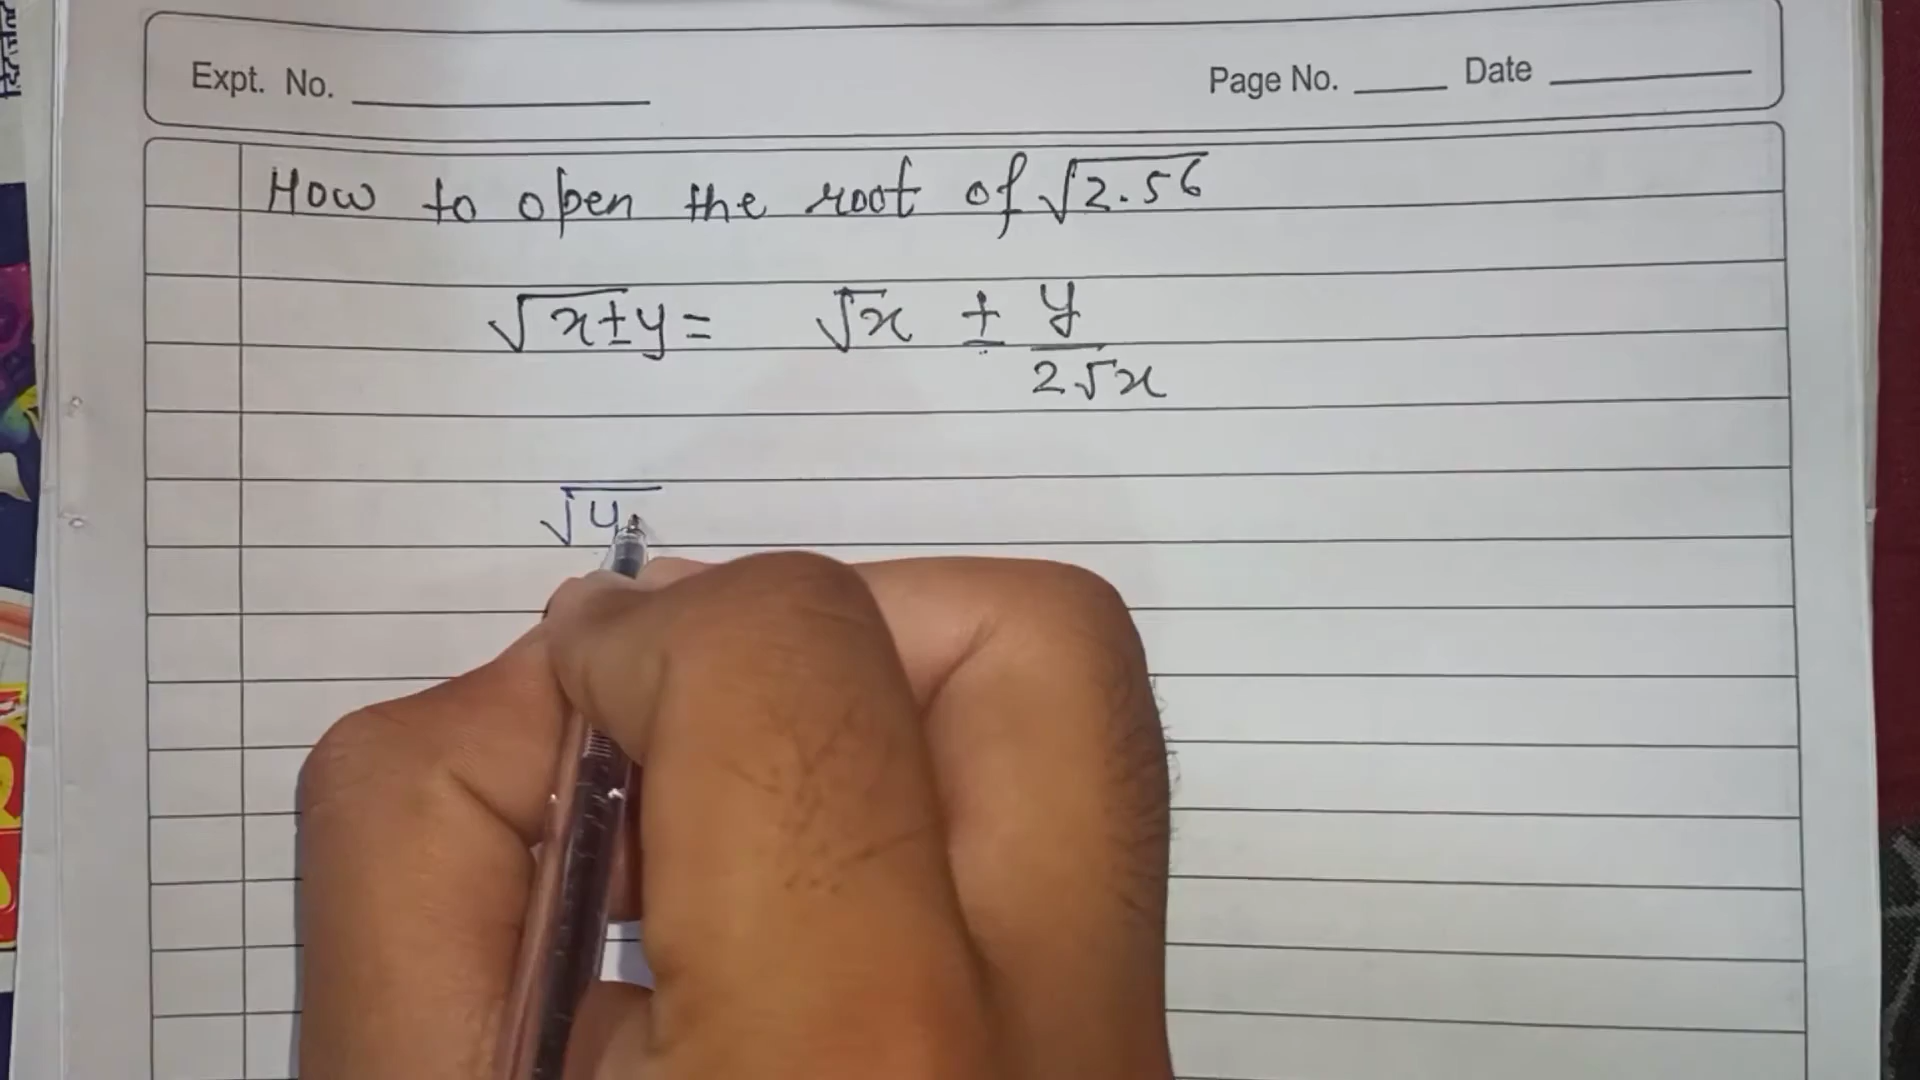 Expt. No. Page No. Date
How to open the root of √2.56
√x±y = √x ± y
2√x
√4